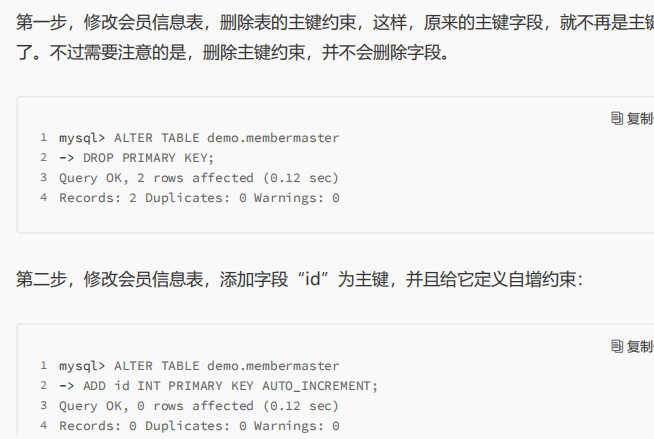 第一步，修改会员信息表，删除表的主键约束，这样，原来的主键字段，就不再是主键
了。不过需要注意的是，删除主键约束，并不会删除字段。
复制
1 mysql> ALTER TABLE demo.membermaster
2 -> DROP PRIMARY KEY;
3 Query OK, 2 rows affected (0.12 sec)
4 Records: 2 Duplicates: 0 Warnings: 0
第二步，修改会员信息表，添加字段“id”为主键，并且给它定义自增约束：
复制
1 mysql> ALTER TABLE demo.membermaster
2 -> ADD id INT PRIMARY KEY AUTO_INCREMENT;
3 Query OK, 0 rows affected (0.12 sec)
4 Records: 0 Duplicates: 0 Warnings: 0